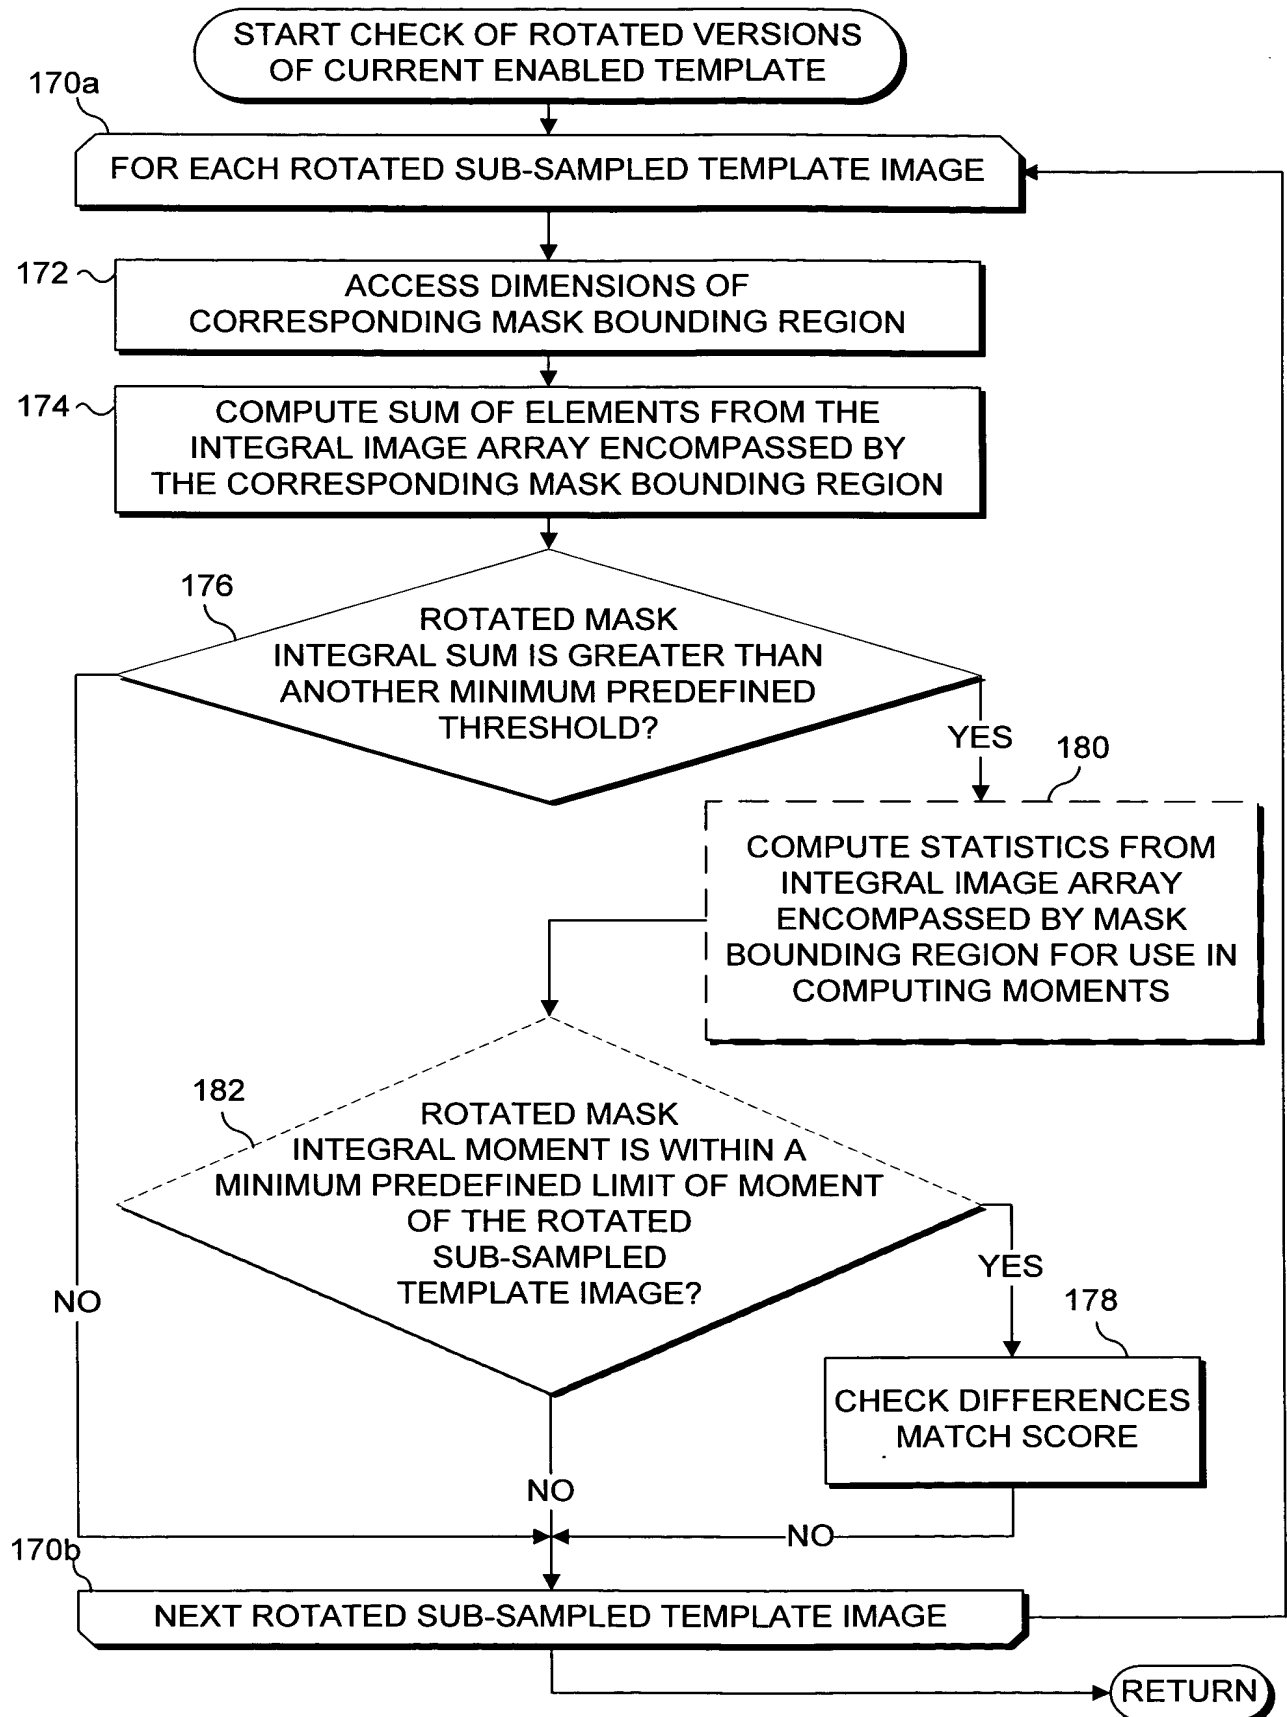 START CHECK OF ROTATED VERSIONS
OF CURRENT ENABLED TEMPLATE
170a
FOR EACH ROTATED SUB-SAMPLED TEMPLATE IMAGE
172
ACCESS DIMENSIONS OF
CORRESPONDING MASK BOUNDING REGION
174
COMPUTE SUM OF ELEMENTS FROM THE
INTEGRAL IMAGE ARRAY ENCOMPASSED BY
THE CORRESPONDING MASK BOUNDING REGION
176
ROTATED MASK
INTEGRAL SUM IS GREATER THAN
ANOTHER MINIMUM PREDEFINED
THRESHOLD?
YES
180
COMPUTE STATISTICS FROM
INTEGRAL IMAGE ARRAY
ENCOMPASSED BY MASK
BOUNDING REGION FOR USE IN
COMPUTING MOMENTS
182
ROTATED MASK
INTEGRAL MOMENT IS WITHIN A
MINIMUM PREDEFINED LIMIT OF MOMENT
OF THE ROTATED
SUB-SAMPLED
TEMPLATE IMAGE?
YES
NO
178
CHECK DIFFERENCES
MATCH SCORE
NO
NO
170b
NEXT ROTATED SUB-SAMPLED TEMPLATE IMAGE
RETURN